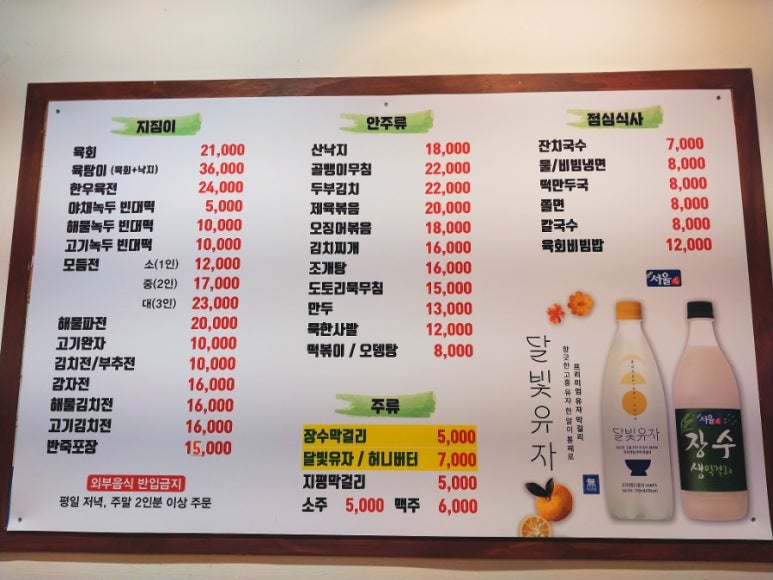 지짐이
육회 21,000
육탕이 (육회+낙지) 36,000
한우육전 24,000
야채녹두 빈대떡 5,000
해물녹두 빈대떡 10,000
고기녹두 빈대떡 10,000
모듬전 소(1인) 12,000
중(2인) 17,000
대(3인) 23,000
해물파전 20,000
고기완자 10,000
김치전/부추전 10,000
감자전 16,000
해물김치전 16,000
고기김치전 16,000
반죽포장 15,000
외부음식 반입금지
평일 저녁, 주말 2인분 이상 주문
안주류
산낙지 18,000
골뱅이무침 22,000
두부김치 22,000
제육볶음 20,000
오징어볶음 18,000
김치찌개 16,000
조개탕 16,000
도토리묵무침 15,000
만두 13,000
묵한사발 12,000
떡볶이 / 오뎅탕 8,000
주류
장수막걸리 5,000
달빛유자 / 허니버터 7,000
지평막걸리 5,000
소주 5,000 맥주 6,000
점심식사
잔치국수 7,000
물/비빔냉면 8,000
떡만두국 8,000
쫄면 8,000
칼국수 8,000
육회비빔밥 12,000
서울
프리미엄 유자 막걸리
향긋한 고흥 유자 한 알이 통째로
달빛유자
달빛유자
無
서울
장수
생막걸리